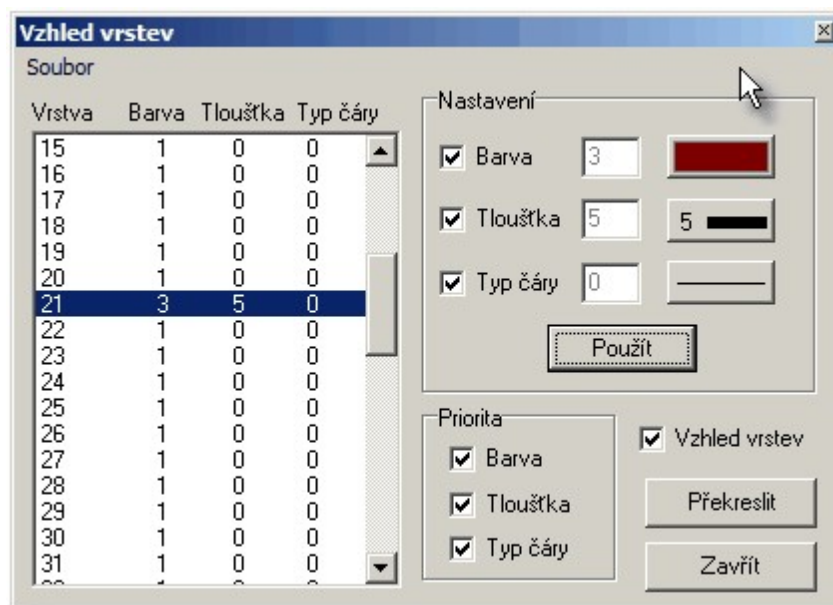 Vzhled vrstev
Soubor
Vrstva Barva Tloušťka Typ čáry
15 1 0 0
16 1 0 0
17 1 0 0
18 1 0 0
19 1 0 0
20 1 0 0
21 3 5 0
22 1 0 0
23 1 0 0
24 1 0 0
25 1 0 0
26 1 0 0
27 1 0 0
28 1 0 0
29 1 0 0
30 1 0 0
31 1 0 0
Nastavení
Barva 3
Tloušťka 5 5
Typ čáry 0
Použít
Priorita
Barva
Tloušťka
Typ čáry
Vzhled vrstev
Překreslit
Zavřít